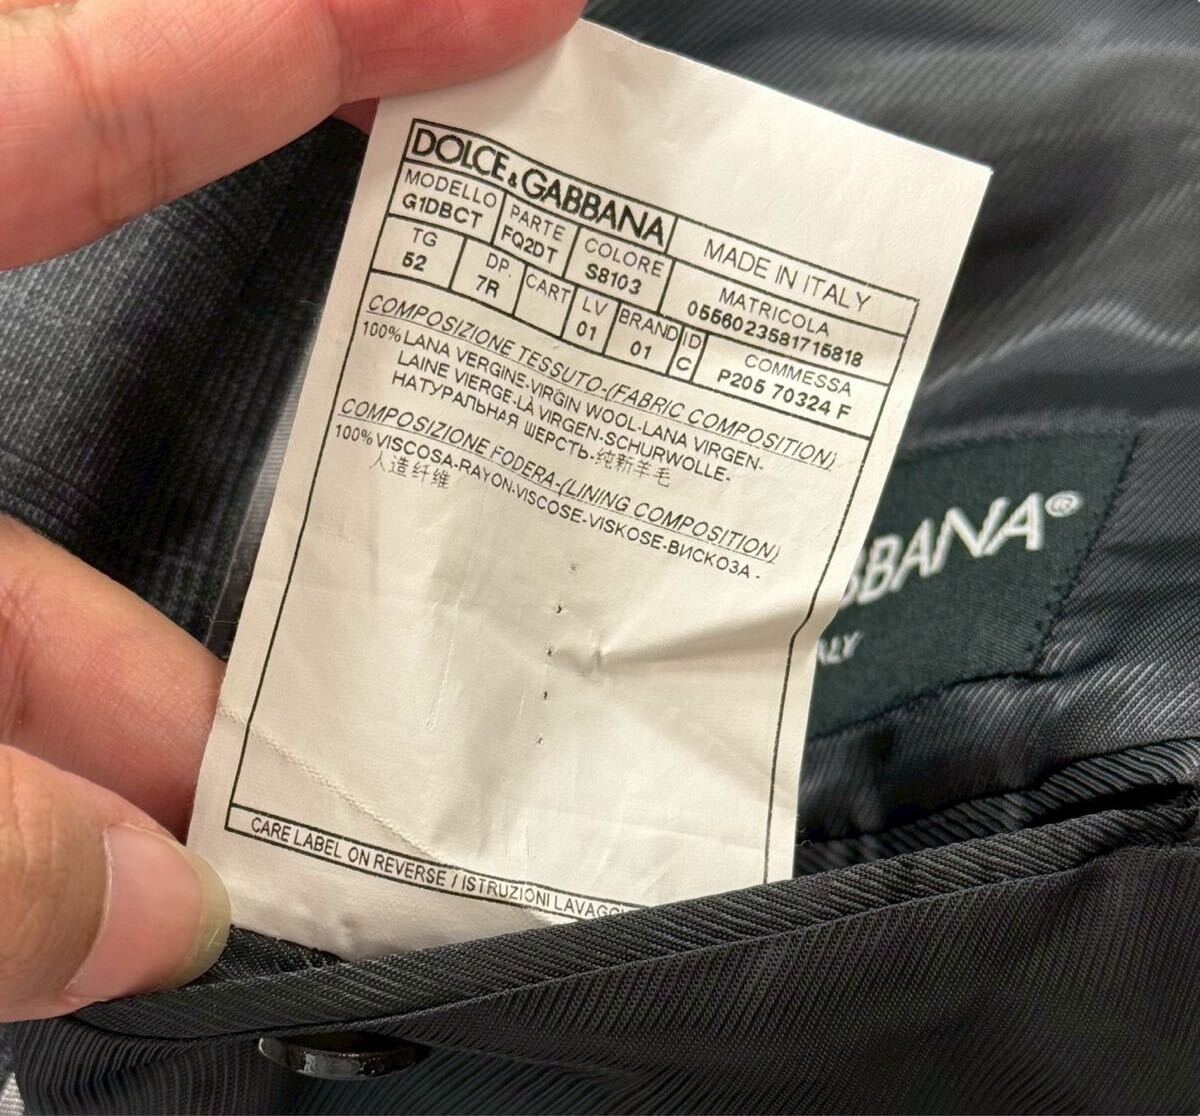 DOLCE&GABBANA
MADE IN ITALY
MODELLO
G1DBCT
PARTE
FQ2DT
COLORE
S8103
MATRICOLA
0556023581715818
TG
52
DP.
7R
CART
LV
01
BRAND
01
ID
C
COMMESSA
P205 70324 F
COMPOSIZIONE TESSUTO-(FABRIC COMPOSITION)
100% LANA VERGINE-VIRGIN WOOL-LANA VIRGEN-
LAINE VIERGE-LÀ VIRGEN-SCHURWOLLE-
НАТУРАЛЬНАЯ ШЕРСТЬ-纯新羊毛
COMPOSIZIONE FODERA-(LINING COMPOSITION)
100% VISCOSA-RAYON-VISCOSE-VISKOSE-ВИСКОЗА -
人造纤维
CARE LABEL ON REVERSE / ISTRUZIONI LAVAGG
BBANA®
ALY